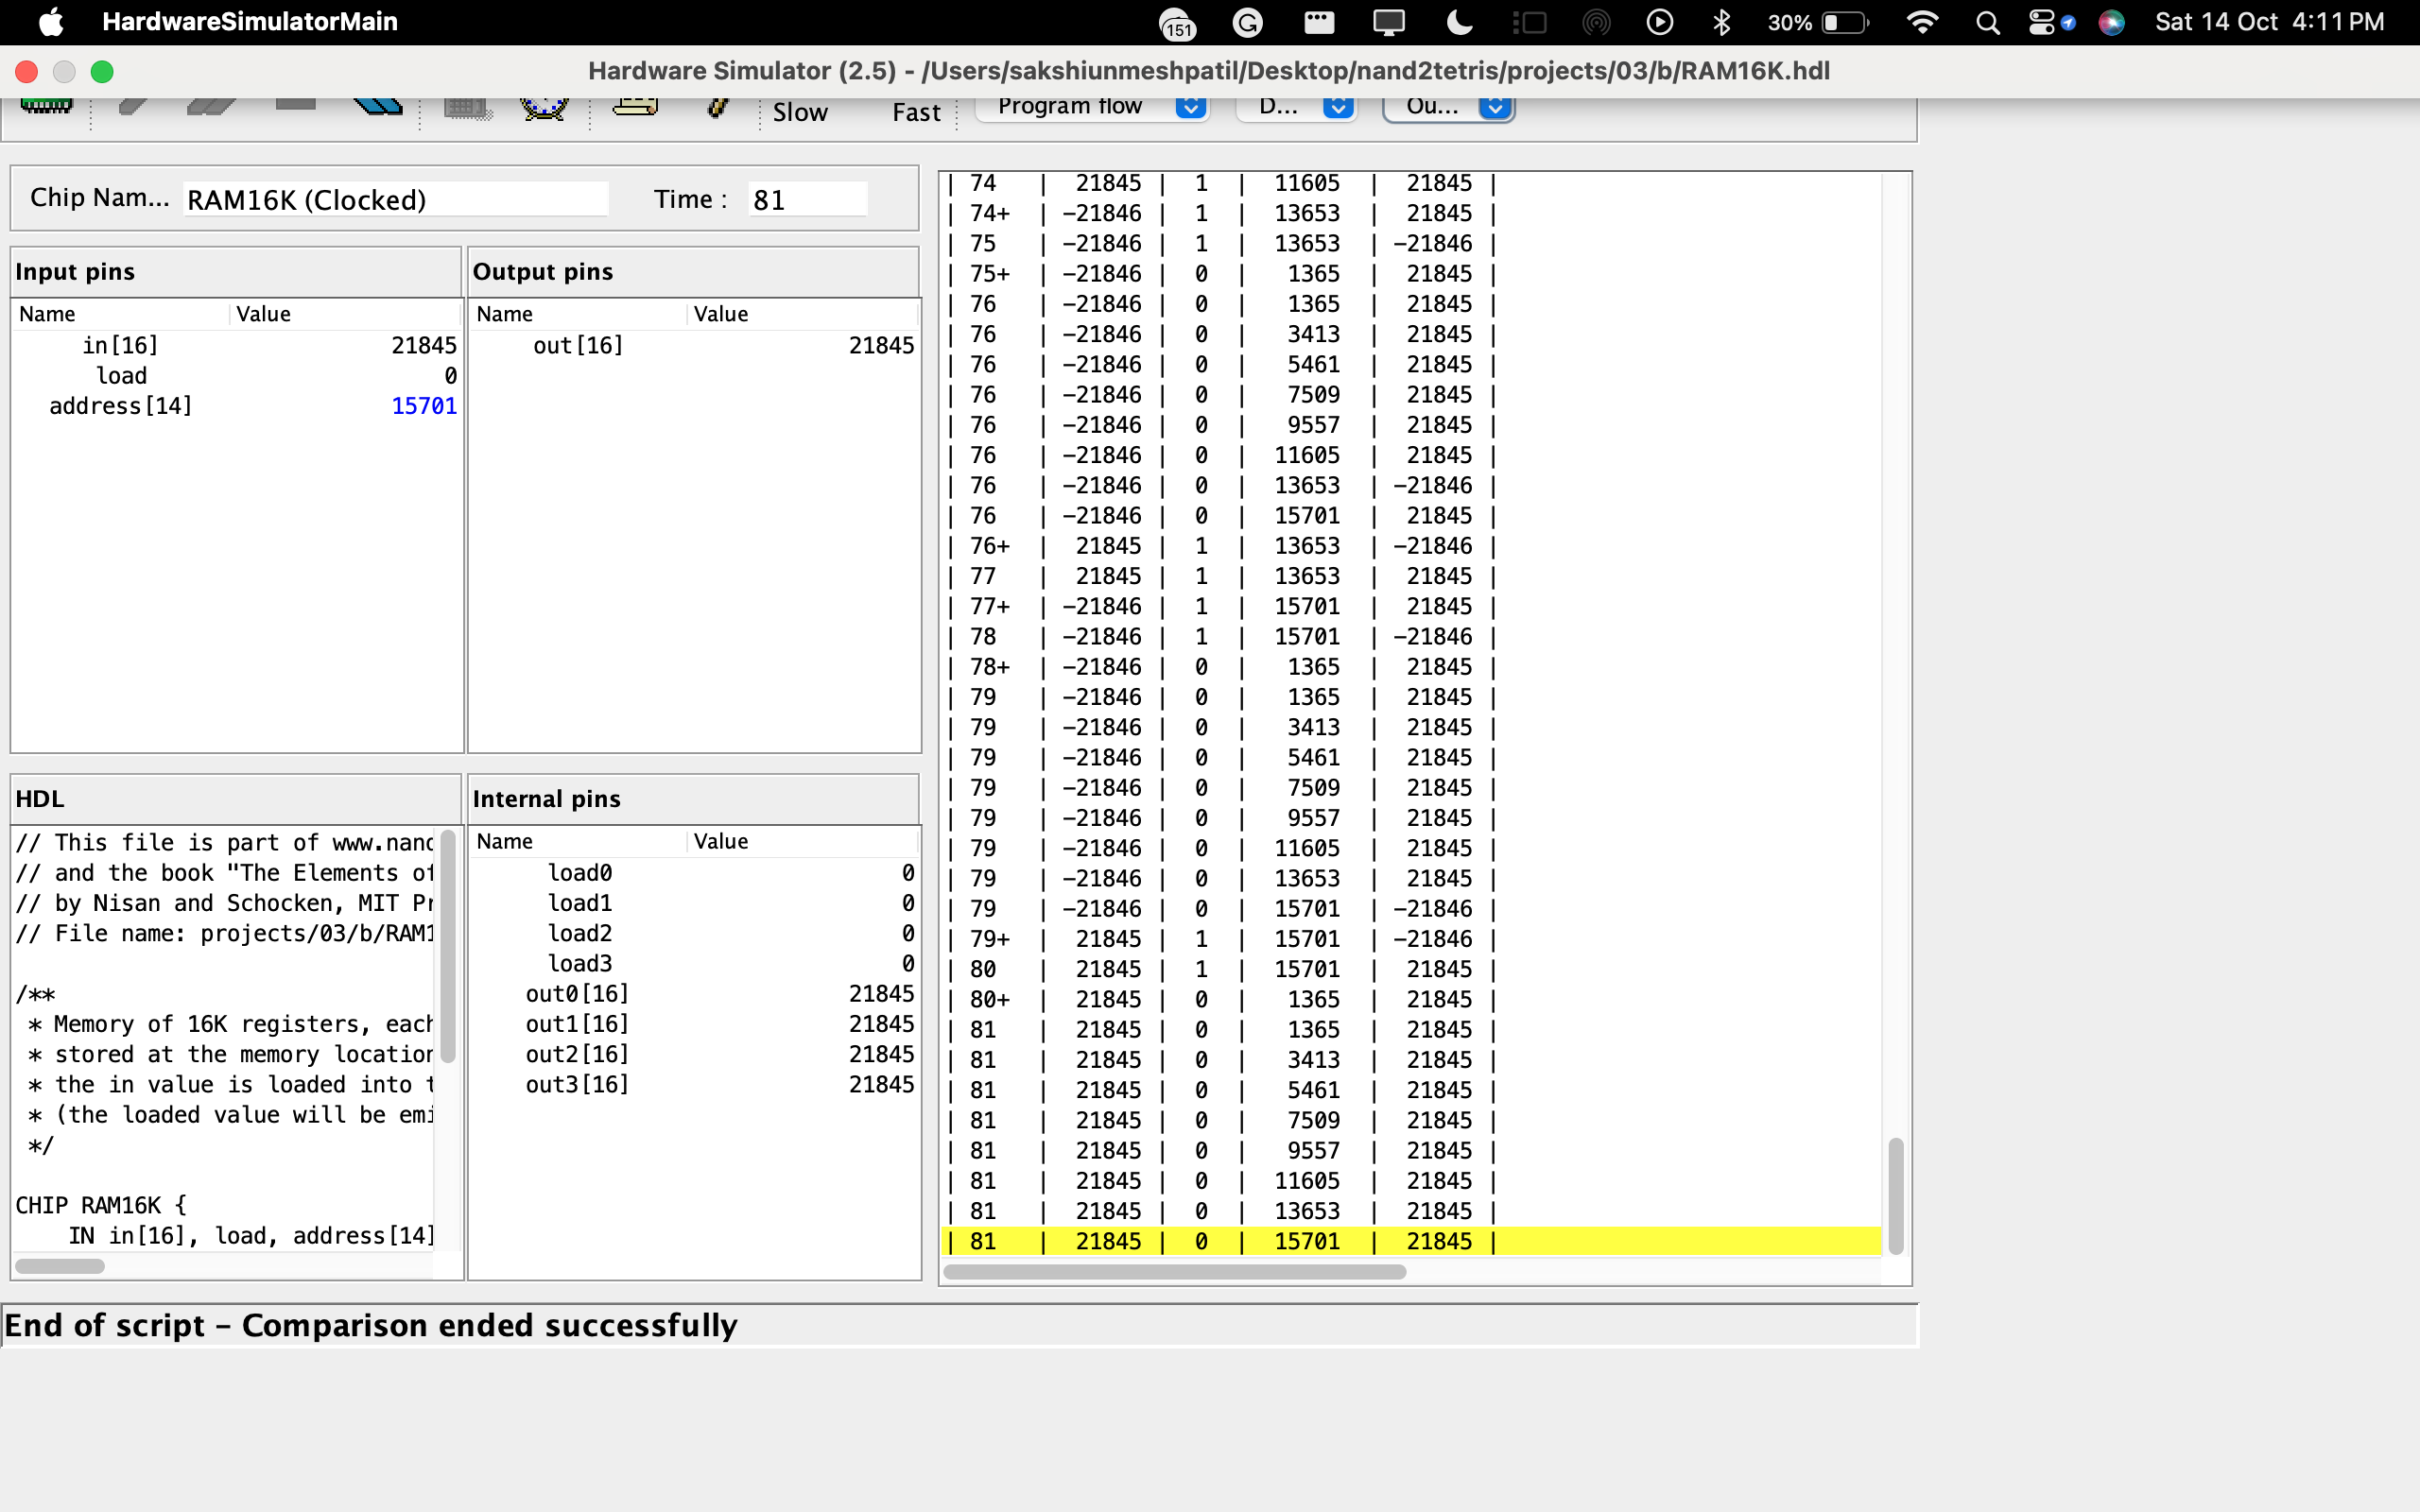 HardwareSimulatorMain 151 30% Sat 14 Oct 4:11 PM
Hardware Simulator (2.5) - /Users/sakshiunmeshpatil/Desktop/nand2tetris/projects/03/b/RAM16K.hdl
Slow Fast Program flow D... Ou...
Chip Nam... RAM16K (Clocked) Time : 81
Input pins
Name Value
in[16] 21845
load 0
address[14] 15701
Output pins
Name Value
out[16] 21845
HDL
// This file is part of www.nand
// and the book "The Elements of
// by Nisan and Schocken, MIT Pr
// File name: projects/03/b/RAM1
/**
* Memory of 16K registers, each
* stored at the memory location
* the in value is loaded into t
* (the loaded value will be emi
*/
CHIP RAM16K {
IN in[16], load, address[14]
Internal pins
Name Value
load0 0
load1 0
load2 0
load3 0
out0[16] 21845
out1[16] 21845
out2[16] 21845
out3[16] 21845
| 74 | 21845 | 1 | 11605 | 21845 |
| 74+ | -21846 | 1 | 13653 | 21845 |
| 75 | -21846 | 1 | 13653 | -21846 |
| 75+ | -21846 | 0 | 1365 | 21845 |
| 76 | -21846 | 0 | 1365 | 21845 |
| 76 | -21846 | 0 | 3413 | 21845 |
| 76 | -21846 | 0 | 5461 | 21845 |
| 76 | -21846 | 0 | 7509 | 21845 |
| 76 | -21846 | 0 | 9557 | 21845 |
| 76 | -21846 | 0 | 11605 | 21845 |
| 76 | -21846 | 0 | 13653 | -21846 |
| 76 | -21846 | 0 | 15701 | 21845 |
| 76+ | 21845 | 1 | 13653 | -21846 |
| 77 | 21845 | 1 | 13653 | 21845 |
| 77+ | -21846 | 1 | 15701 | 21845 |
| 78 | -21846 | 1 | 15701 | -21846 |
| 78+ | -21846 | 0 | 1365 | 21845 |
| 79 | -21846 | 0 | 1365 | 21845 |
| 79 | -21846 | 0 | 3413 | 21845 |
| 79 | -21846 | 0 | 5461 | 21845 |
| 79 | -21846 | 0 | 7509 | 21845 |
| 79 | -21846 | 0 | 9557 | 21845 |
| 79 | -21846 | 0 | 11605 | 21845 |
| 79 | -21846 | 0 | 13653 | 21845 |
| 79 | -21846 | 0 | 15701 | -21846 |
| 79+ | 21845 | 1 | 15701 | -21846 |
| 80 | 21845 | 1 | 15701 | 21845 |
| 80+ | 21845 | 0 | 1365 | 21845 |
| 81 | 21845 | 0 | 1365 | 21845 |
| 81 | 21845 | 0 | 3413 | 21845 |
| 81 | 21845 | 0 | 5461 | 21845 |
| 81 | 21845 | 0 | 7509 | 21845 |
| 81 | 21845 | 0 | 9557 | 21845 |
| 81 | 21845 | 0 | 11605 | 21845 |
| 81 | 21845 | 0 | 13653 | 21845 |
| 81 | 21845 | 0 | 15701 | 21845 |
End of script - Comparison ended successfully